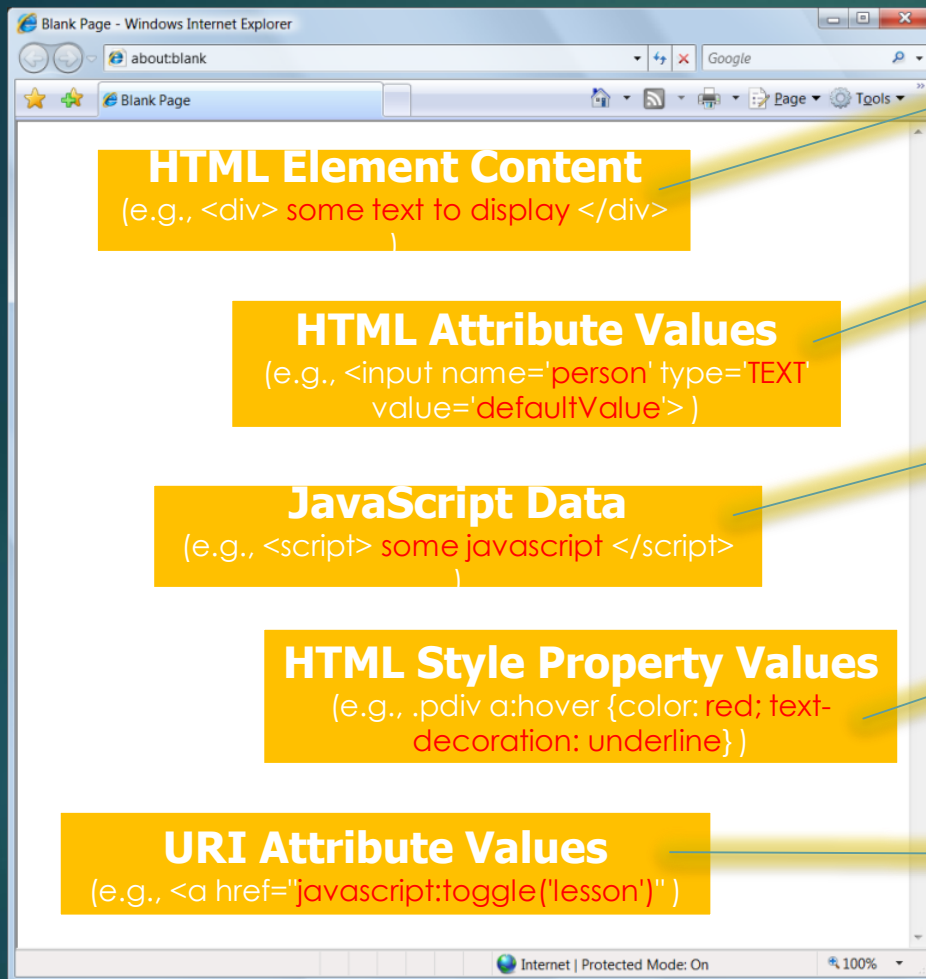 Blank Page - Windows Internet Explorer
about:blank
Google
Blank Page
Page
Tools
HTML Element Content
(e.g., <div> some text to display </div>
)
HTML Attribute Values
(e.g., <input name='person' type='TEXT'
value='defaultValue'> )
JavaScript Data
(e.g., <script> some javascript </script>
)
HTML Style Property Values
(e.g., .pdiv a:hover {color: red; text-
decoration: underline} )
URI Attribute Values
(e.g., <a href="javascript:toggle('lesson')" )
Internet | Protected Mode: On
100%